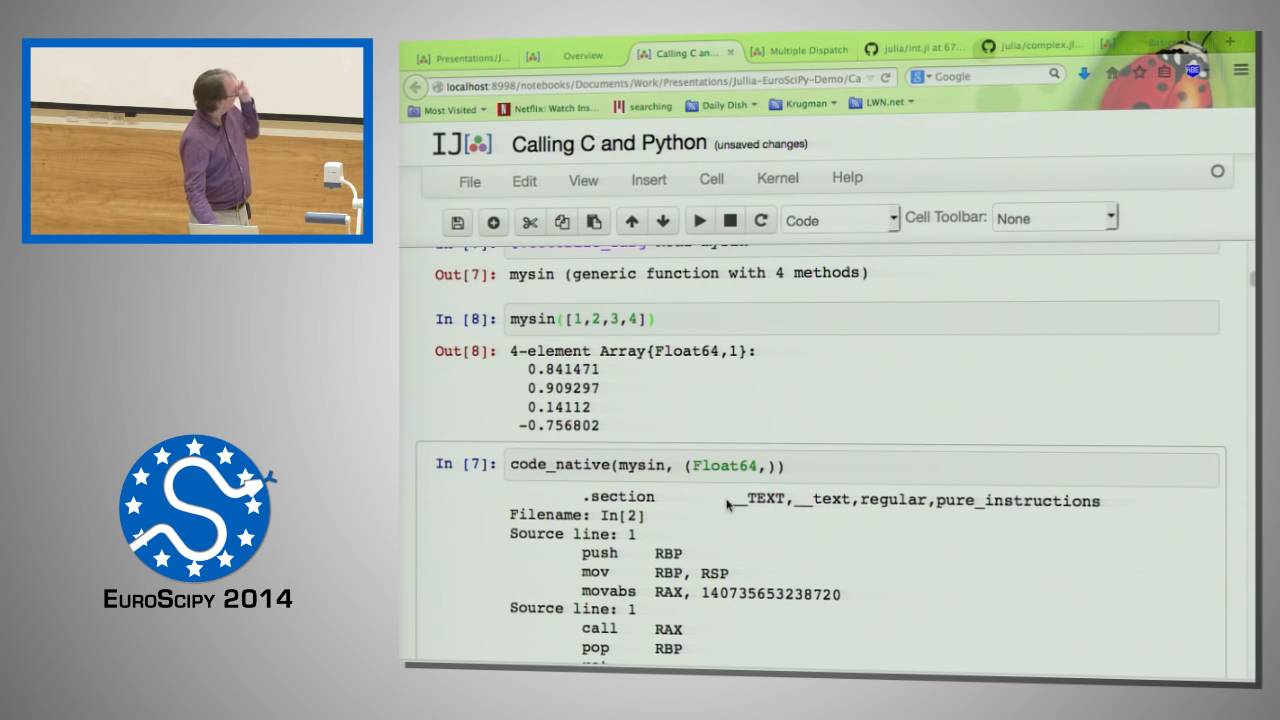 Presentations/J...
Overview
Calling C an...
Multiple Dispatch
julia/int.jl at 67...
julia/complex.jl...
localhost:8998/notebooks/Documents/Work/Presentations/Jullia-EuroSciPy-Demo/Ca
Google
Most Visited
Netflix: Watch Ins...
searching
Daily Dish
Krugman
LWN.net
IJ
Calling C and Python (unsaved changes)
File Edit View Insert Cell Kernel Help
Code
Cell Toolbar: None
Out[7]: mysin (generic function with 4 methods)
In [8]: mysin([1,2,3,4])
Out[8]: 4-element Array{Float64,1}:
0.841471
0.909297
0.14112
-0.756802
In [7]: code_native(mysin, (Float64,))
.section __TEXT,__text,regular,pure_instructions
Filename: In[2]
Source line: 1
push RBP
mov RBP, RSP
movabs RAX, 140735653238720
Source line: 1
call RAX
pop RBP
EuroScipy 2014